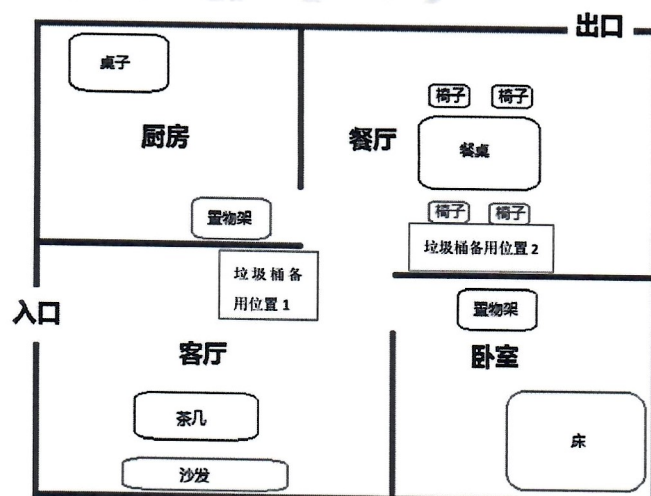 出口
桌子
椅子 椅子
厨房
餐厅
餐桌
置物架
椅子 椅子
垃圾桶备用位置 2
垃圾桶备
用位置 1
入口
置物架
客厅
卧室
茶几
床
沙发